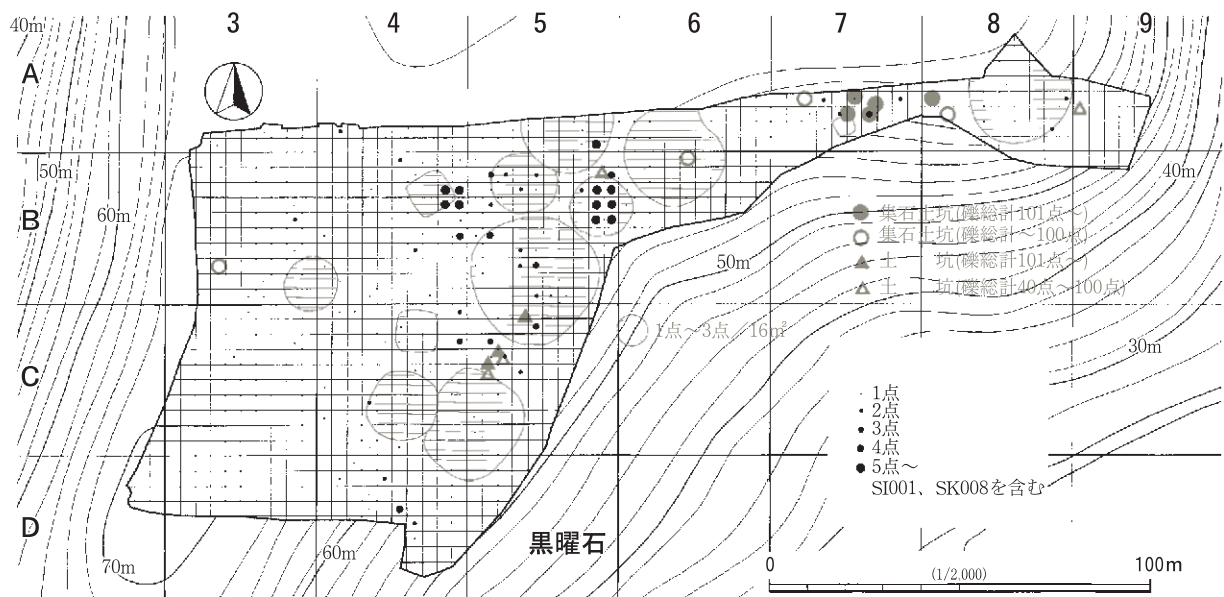 3 4 5 6 7 8 9
40m
A
50m
40m
60m
B
集石土坑(礫総計101点~)
集石土坑(礫総計~100点)
土 坑(礫総計101点~)
50m
土 坑(礫総計40点~100点)
1点~3点/16㎡
30m
C
1点
2点
3点
4点
5点~
SI001、SK008を含む
D
黒曜石
60m
70m
(1/2,000)
0 100m